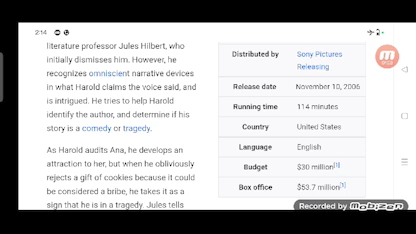 2:14
literature professor Jules Hilbert, who
initially dismisses him. However, he
recognizes omniscient narrative devices
in what Harold claims the voice said, and
is intrigued. He tries to help Harold
identify the author, and determine if his
story is a comedy or tragedy.
As Harold audits Ana, he develops an
attraction to her, but when he obliviously
rejects a gift of cookies because it could
be considered a bribe, he takes it as a
sign that he is in a tragedy. Jules tells
Distributed by Sony Pictures
Releasing
Release date November 10, 2006
Running time 114 minutes
Country United States
Language English
Budget $30 million[1]
Box office $53.7 million[1]
Recorded by Mobizen